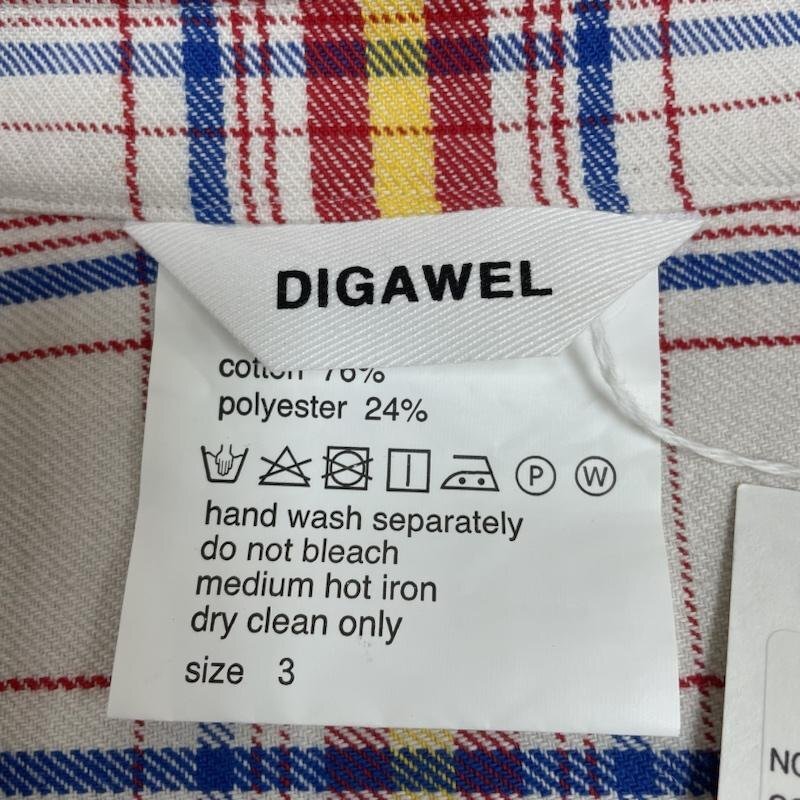 DIGAWEL
cotton 76%
polyester 24%
P W
hand wash separately
do not bleach
medium hot iron
dry clean only
size 3